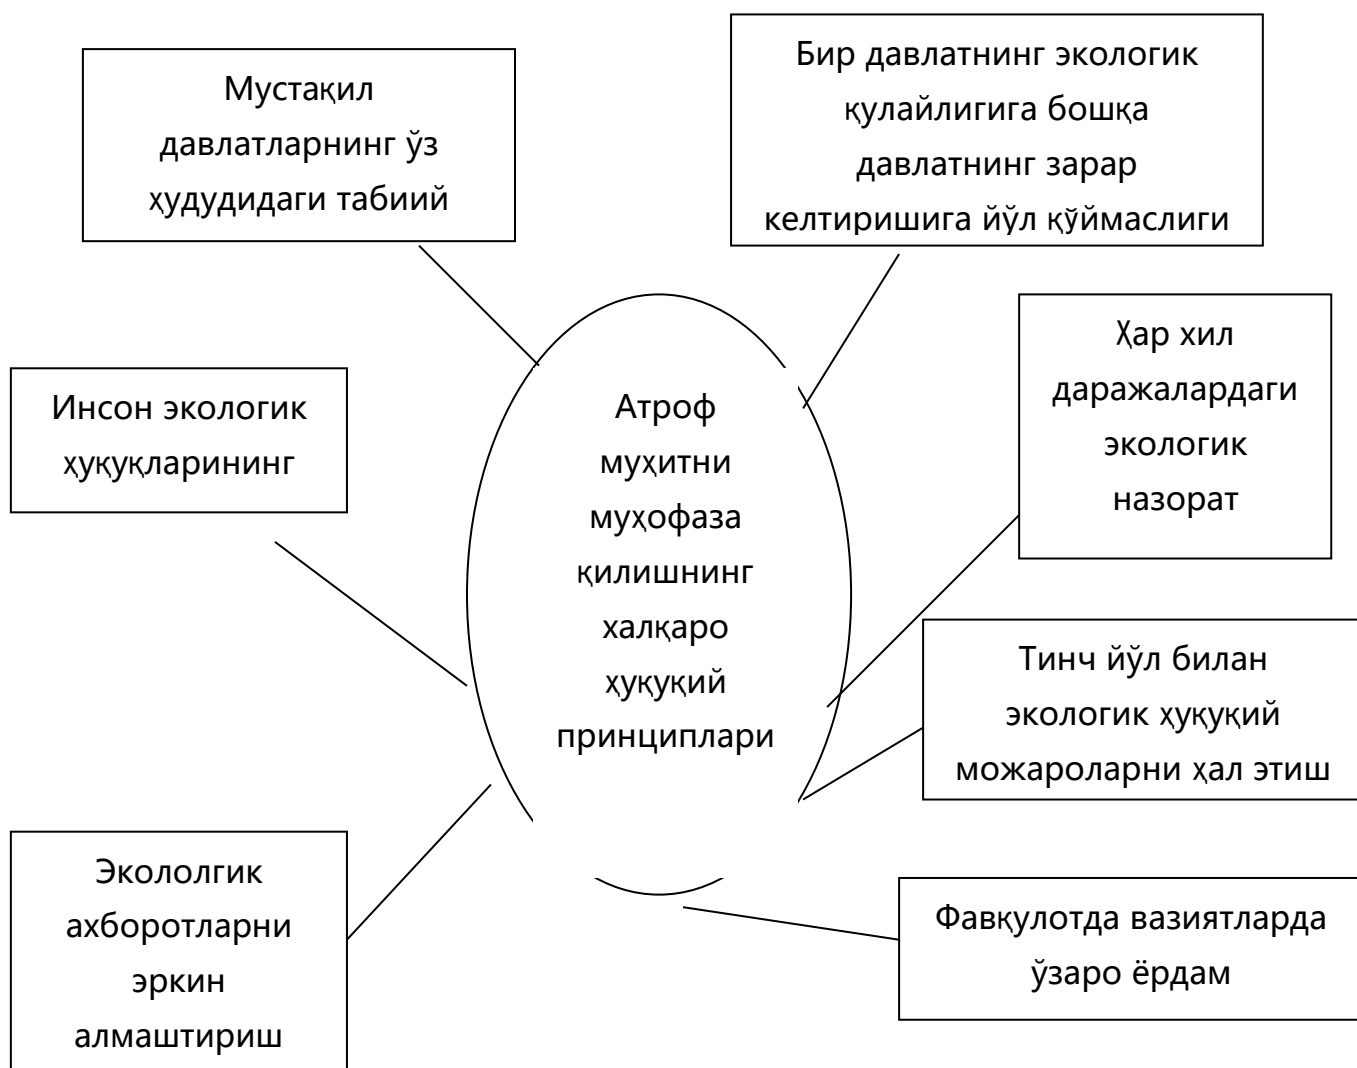 Мустақил
давлатларнинг ўз
ҳудудидаги табиий
Бир давлатнинг экологик
қулайлигига бошқа
давлатнинг зарар
келтиришига йўл қўймаслиги
Ҳар хил
даражалардаги
экологик
назорат
Инсон экологик
ҳуқуқларининг
Атроф
муҳитни
муҳофаза
қилишнинг
халқаро
ҳуқуқий
принциплари
Тинч йўл билан
экологик ҳуқуқий
можароларни ҳал этиш
Экололгик
ахборотларни
эркин
алмаштириш
Фавқулотда вазиятларда
ўзаро ёрдам